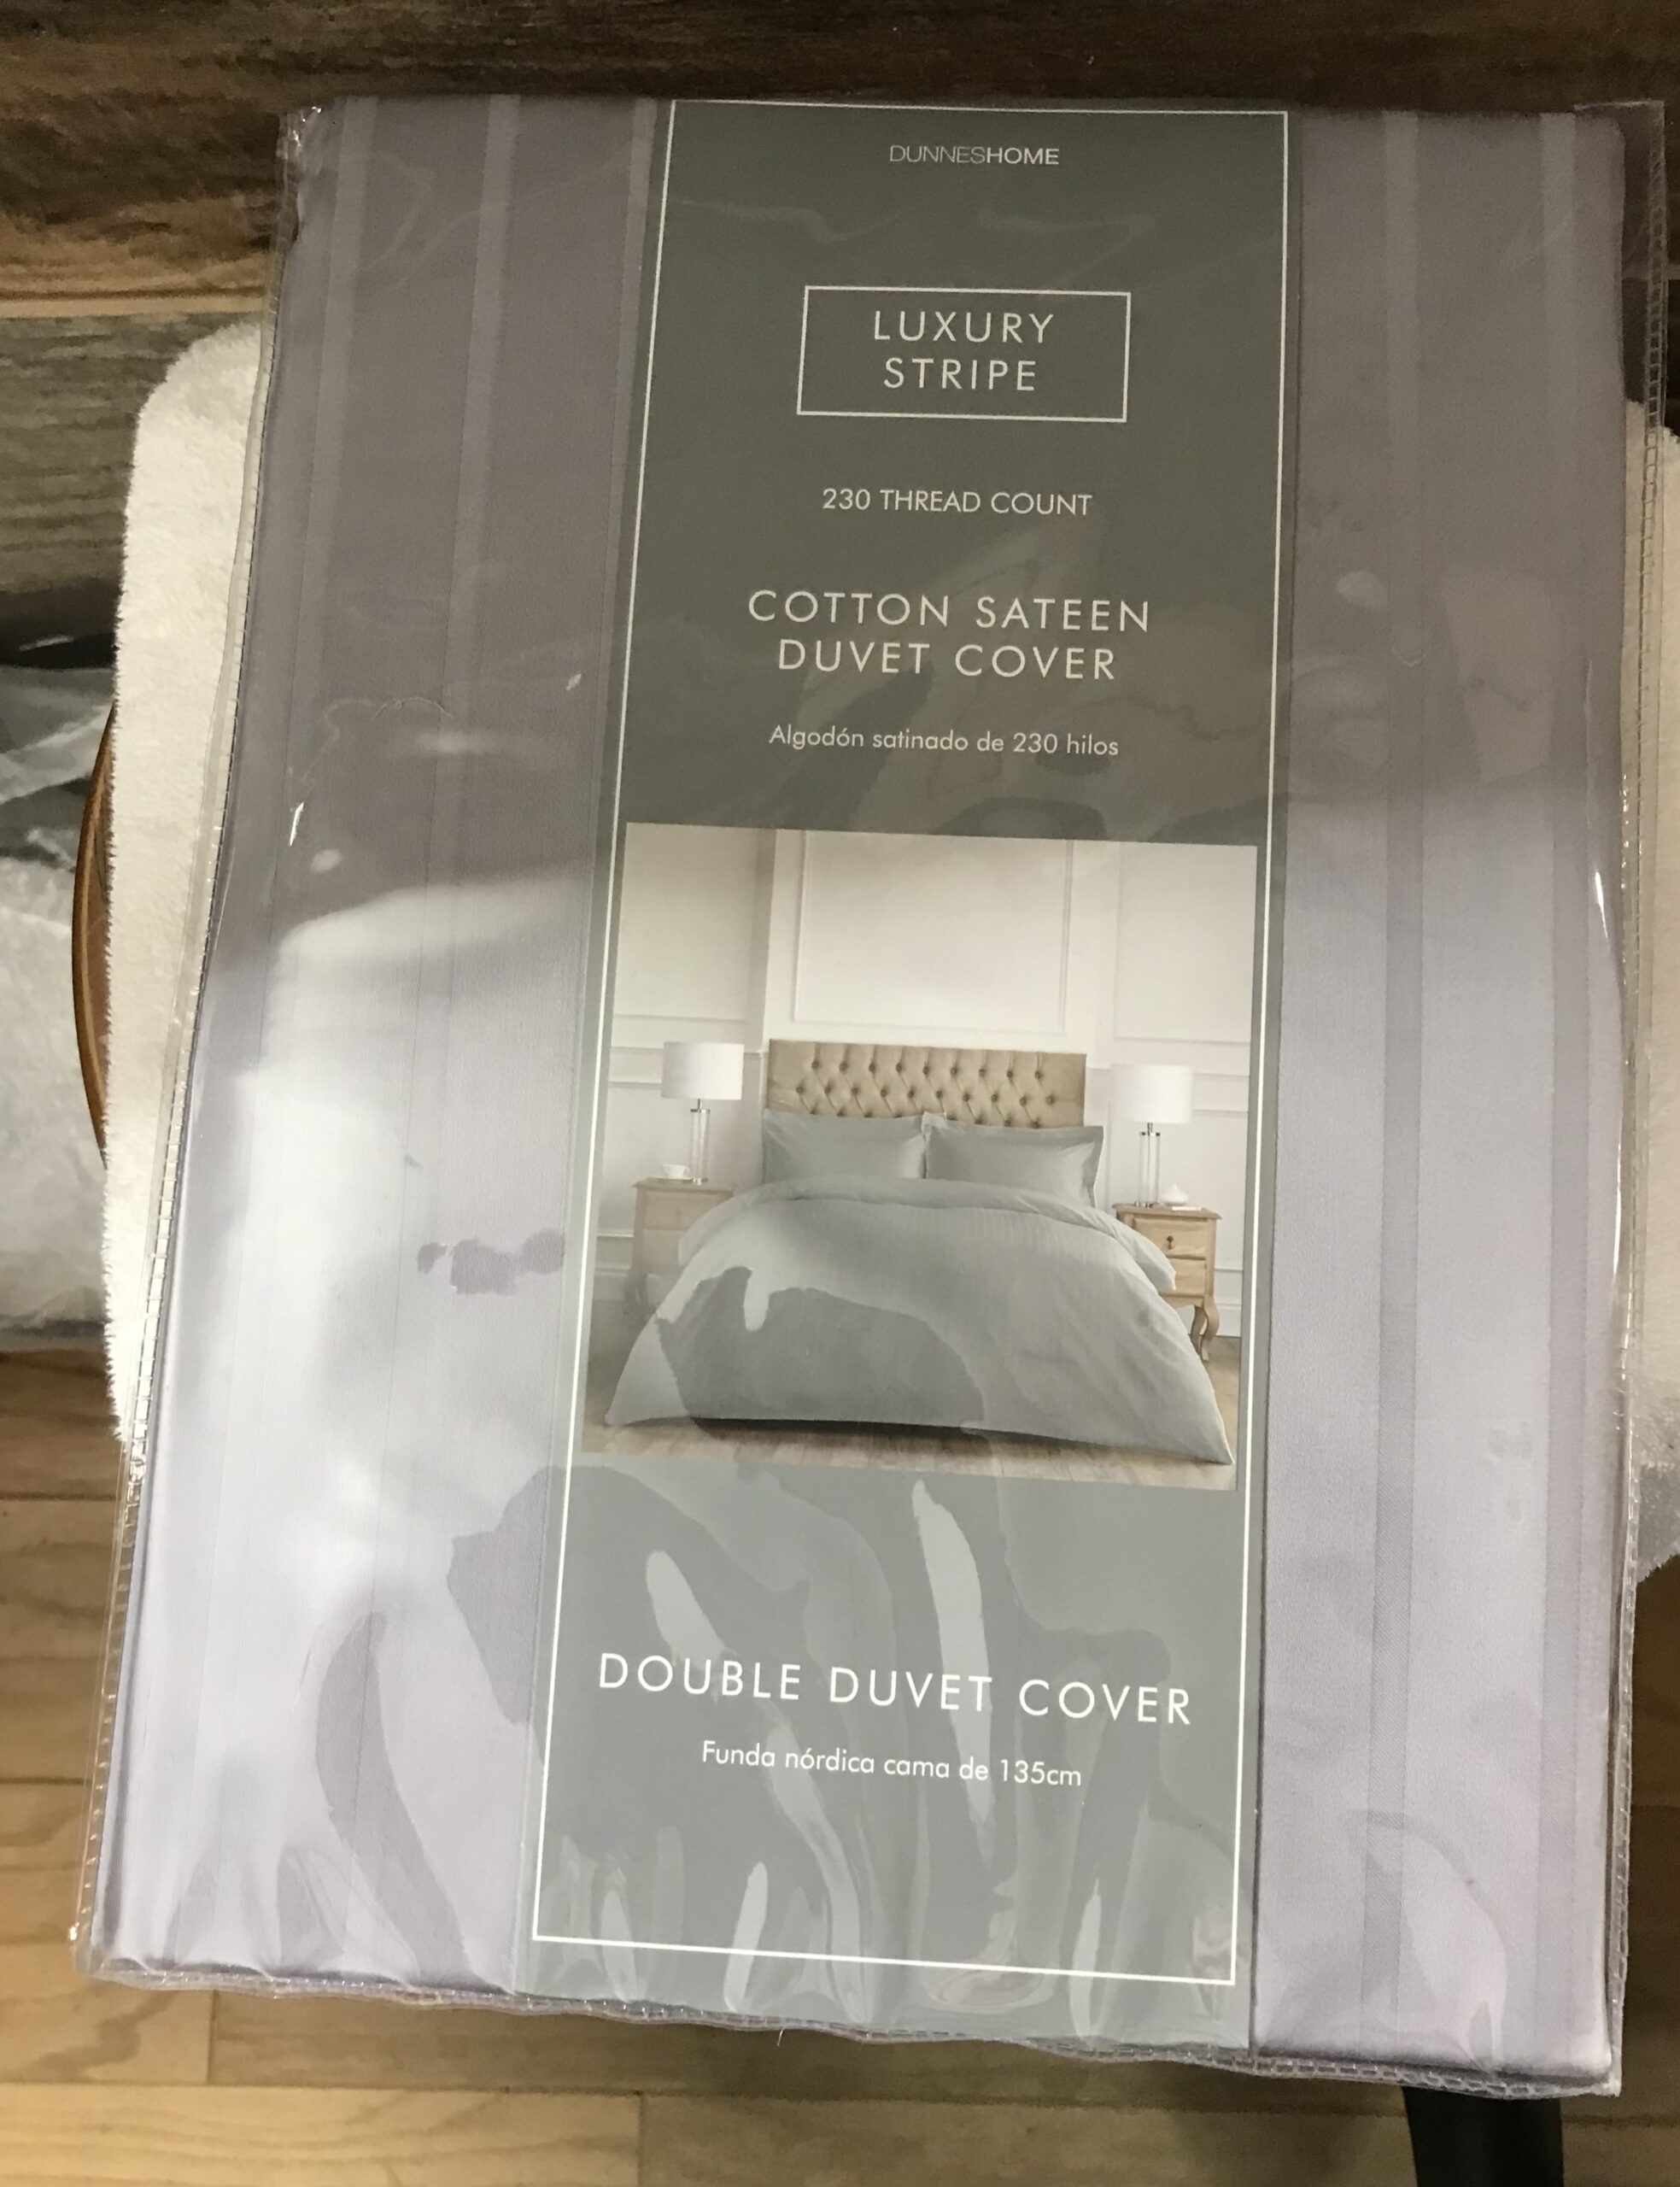 DUNNESHOME
LUXURY
STRIPE
230 THREAD COUNT
COTTON SATEEN
DUVET COVER
Algodón satinado de 230 hilos
DOUBLE DUVET COVER
Funda nórdica cama de 135cm